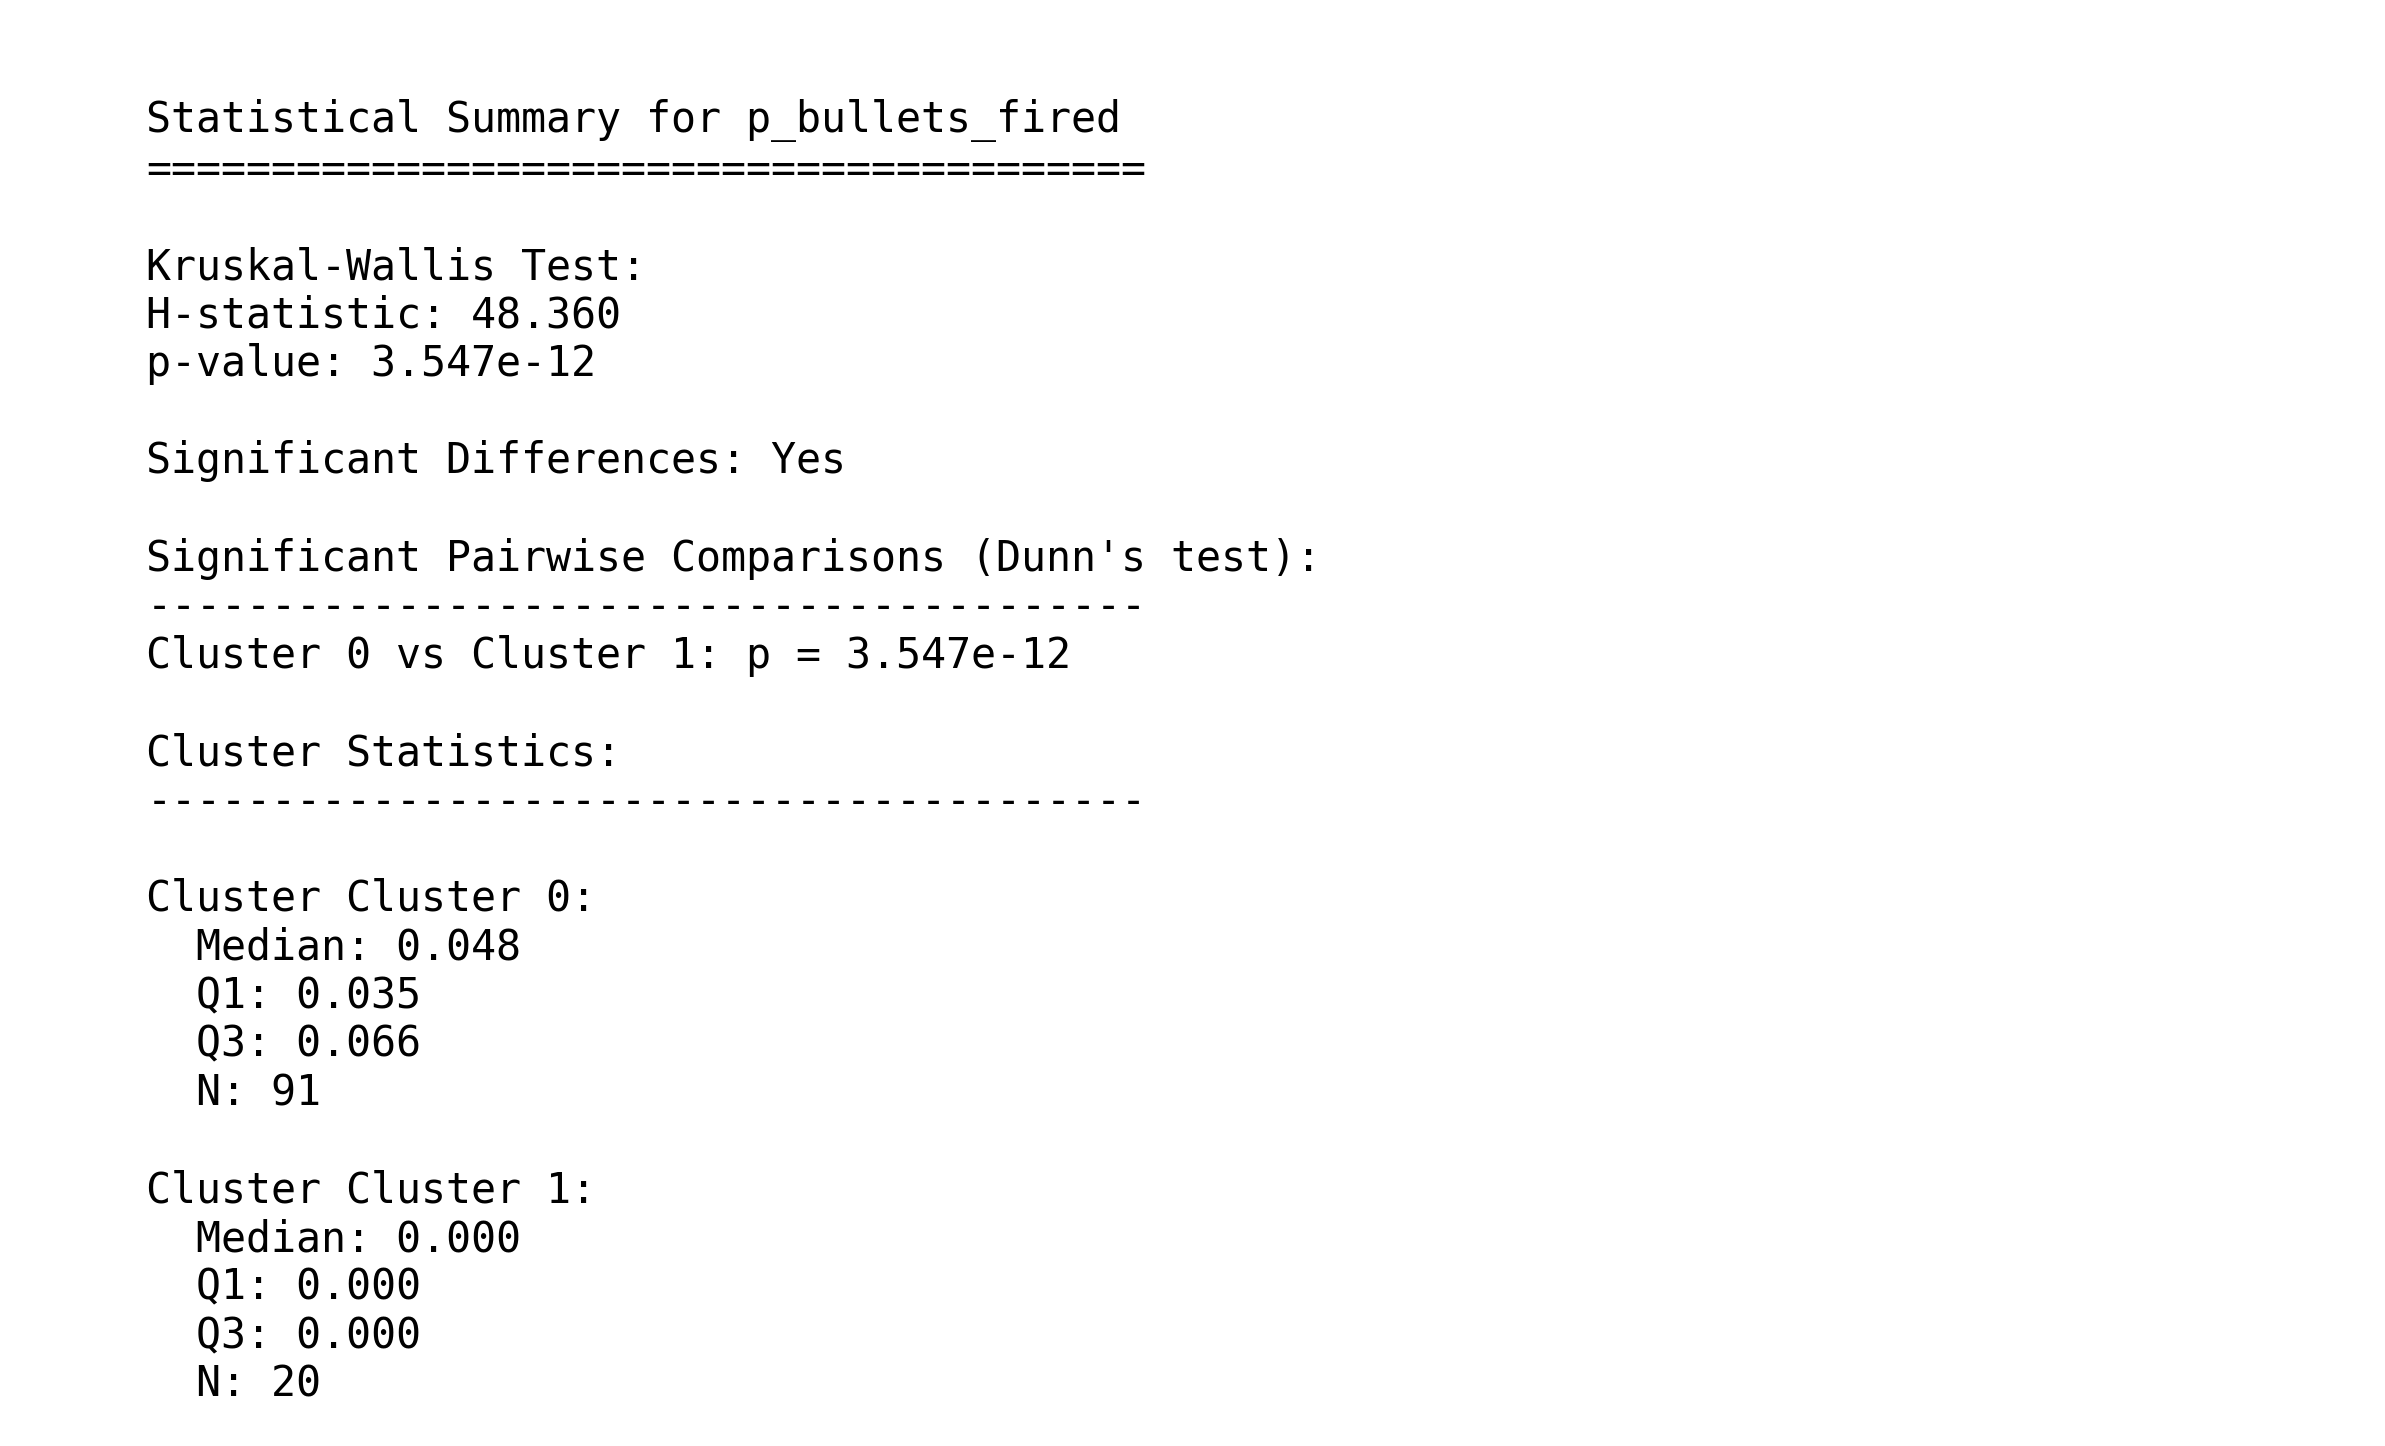 Statistical Summary for p_bullets_fired
========================================
Kruskal-Wallis Test:
H-statistic: 48.360
p-value: 3.547e-12
Significant Differences: Yes
Significant Pairwise Comparisons (Dunn's test):
----------------------------------------
Cluster 0 vs Cluster 1: p = 3.547e-12
Cluster Statistics:
----------------------------------------
Cluster Cluster 0:
  Median: 0.048
  Q1: 0.035
  Q3: 0.066
  N: 91
Cluster Cluster 1:
  Median: 0.000
  Q1: 0.000
  Q3: 0.000
  N: 20